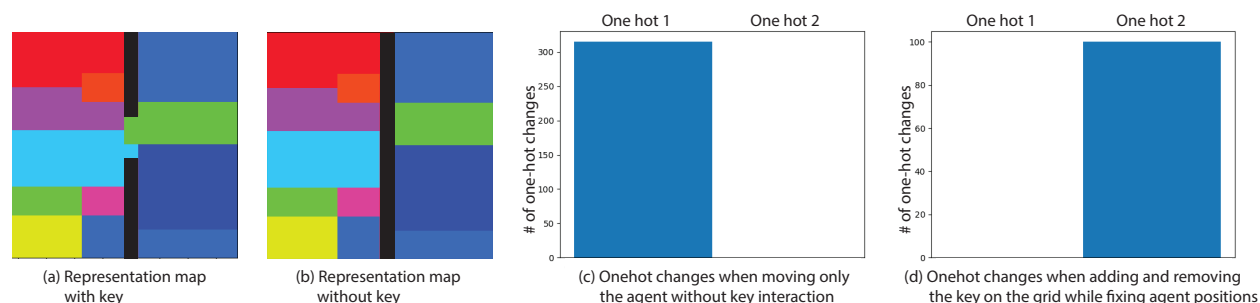 One hot 1
One hot 2
# of one-hot changes
300
250
200
150
100
50
0
One hot 1
One hot 2
# of one-hot changes
100
80
60
40
20
0
(a) Representation map
with key
(b) Representation map
without key
(c) Onehot changes when moving only
the agent without key interaction
(d) Onehot changes when adding and removing
the key on the grid while fixing agent positions